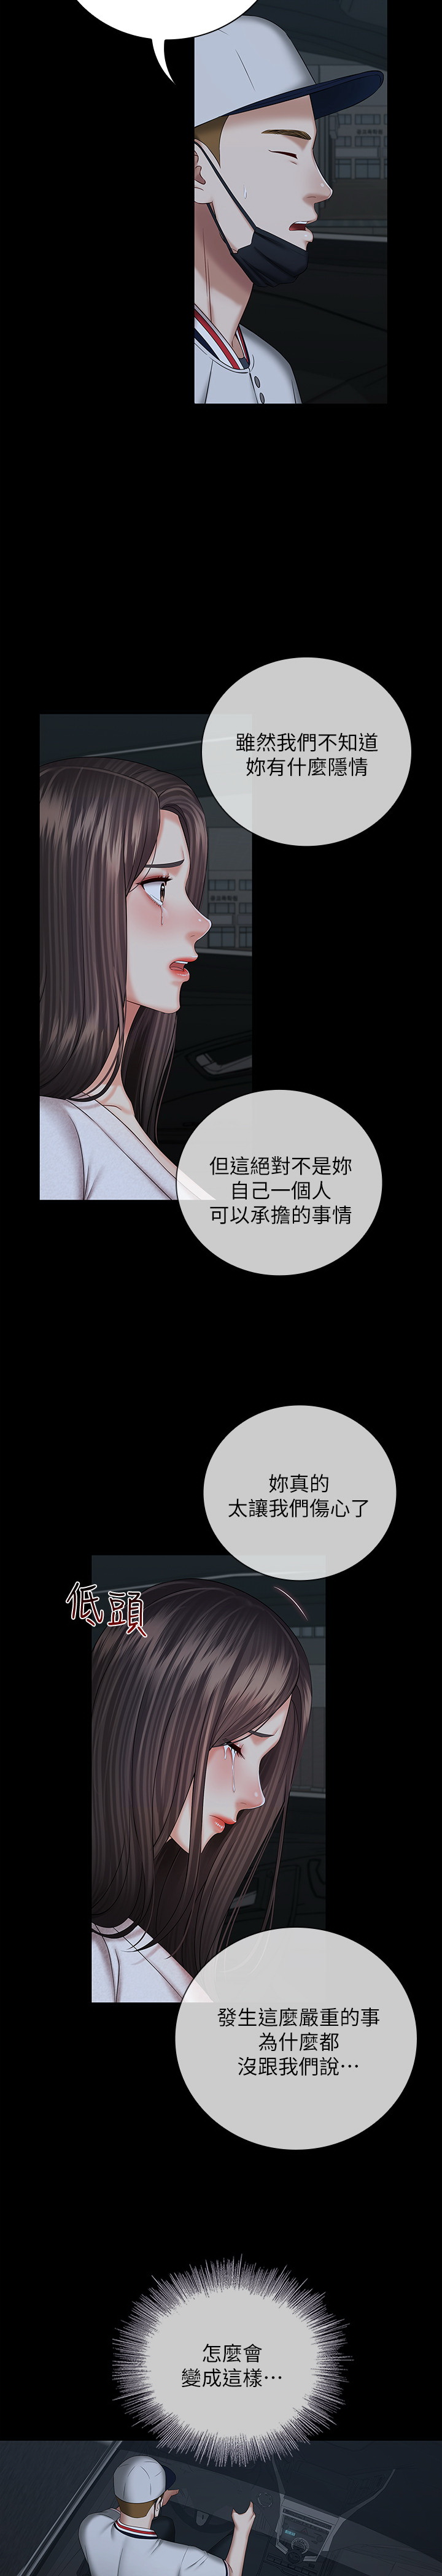 雖然我們不知道
妳有什麼隱情
但這絕對不是妳
自己一個人
可以承擔的事情
妳真的
太讓我們傷心了
低頭
發生這麼嚴重的事
為什麼都
沒跟我們說⋯
怎麼會
變成這樣⋯